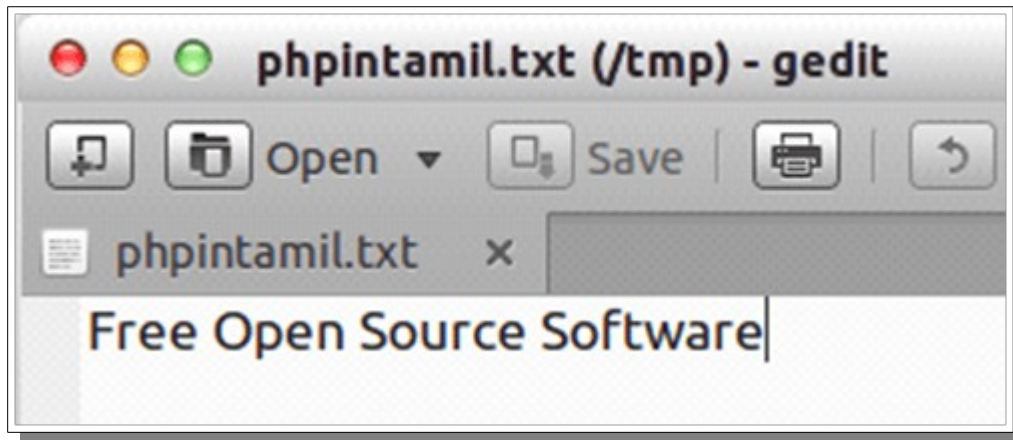 phpintamil.txt (/tmp) - gedit
Open Save
phpintamil.txt
Free Open Source Software